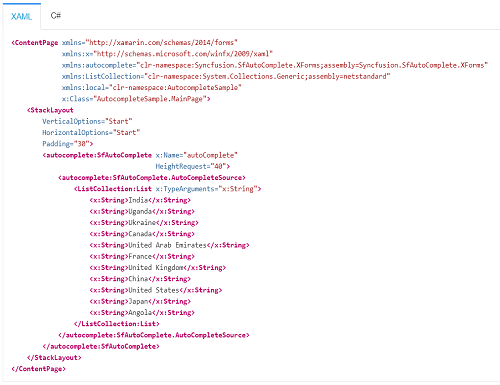 XAML C#
<ContentPage xmlns="http://xamarin.com/schemas/2014/forms"
xmlns:x="http://schemas.microsoft.com/winfx/2009/xaml"
xmlns:autocomplete="clr-namespace:Syncfusion.SfAutoComplete.XForms;assembly=Syncfusion.SfAutoComplete.XForms"
xmlns:ListCollection="clr-namespace:System.Collections.Generic;assembly=netstandard"
xmlns:local="clr-namespace:AutocompleteSample"
x:Class="AutocompleteSample.MainPage">
<StackLayout
VerticalOptions="Start"
HorizontalOptions="Start"
Padding="30">
<autocomplete:SfAutoComplete x:Name="autoComplete"
HeightRequest="40">
<autocomplete:SfAutoComplete.AutoCompleteSource>
<ListCollection:List x:TypeArguments="x:String">
<x:String>India</x:String>
<x:String>Uganda</x:String>
<x:String>Ukraine</x:String>
<x:String>Canada</x:String>
<x:String>United Arab Emirates</x:String>
<x:String>France</x:String>
<x:String>United Kingdom</x:String>
<x:String>China</x:String>
<x:String>United States</x:String>
<x:String>Japan</x:String>
<x:String>Angola</x:String>
</ListCollection:List>
</autocomplete:SfAutoComplete.AutoCompleteSource>
</autocomplete:SfAutoComplete>
</StackLayout>
</ContentPage>